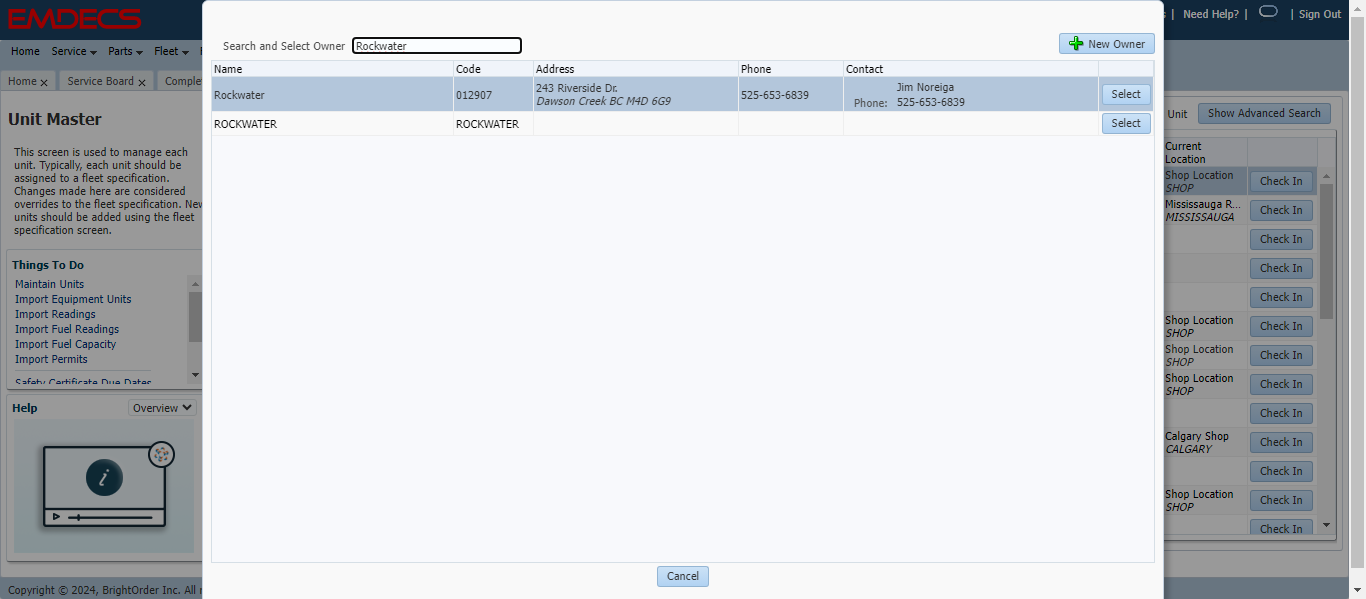 EMDECS
Need Help? |
| Sign Out
Home Service Parts Fleet
Home x Service Board x Comple
Unit Master
This screen is used to manage each
unit. Typically, each unit should be
assigned to a fleet specification.
Changes made here are considered
overrides to the fleet specification. New
units should be added using the fleet
specification screen.
Things To Do
Maintain Units
Import Equipment Units
Import Readings
Import Fuel Readings
Import Fuel Capacity
Import Permits
Safety Certificate Due Dates
Help Overview
i
Copyright © 2024, BrightOrder Inc. All r
Search and Select Owner Rockwater
New Owner
Name Code Address Phone Contact
Rockwater 012907 243 Riverside Dr. 525-653-6839 Jim Noreiga Select
Dawson Creek BC M4D 6G9 Phone: 525-653-6839
ROCKWATER ROCKWATER Select
Cancel
Unit Show Advanced Search
Current
Location
Shop Location
SHOP
Check In
Mississauga R...
MISSISSAUGA
Check In
Check In
Check In
Check In
Shop Location
SHOP
Check In
Shop Location
SHOP
Check In
Shop Location
SHOP
Check In
Check In
Calgary Shop
CALGARY
Check In
Check In
Shop Location
SHOP
Check In
Check In